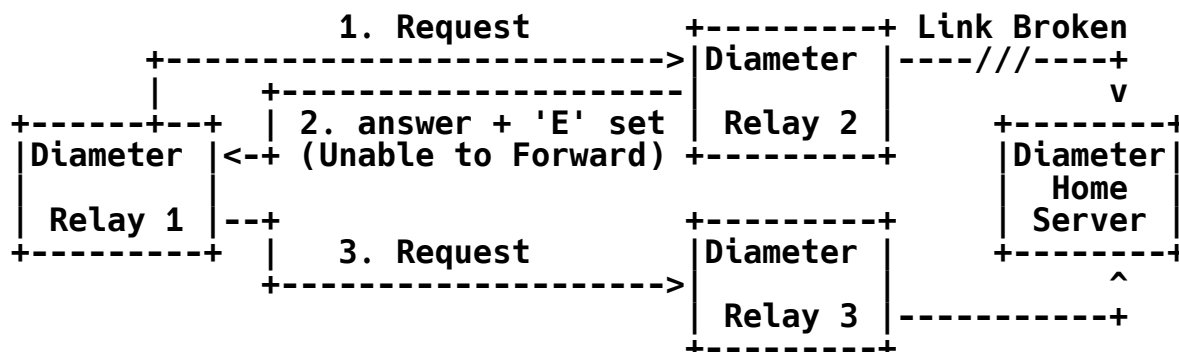 1. Request
Link Broken
Diameter
Relay 2
2. answer + 'E' set
(Unable to Forward)
Diameter
Relay 1
Diameter
Home
Server
3. Request
Diameter
Relay 3